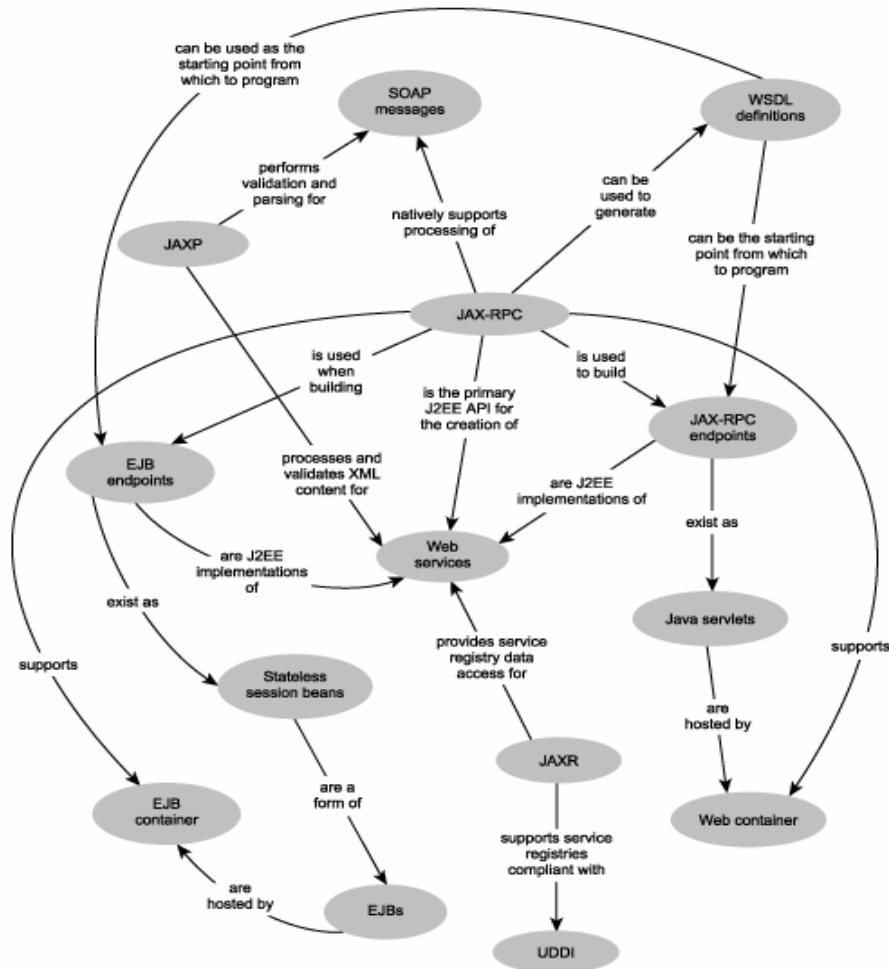 can be used as the
starting point from
which to program
SOAP
messages
WSDL
definitions
performs
validation and
parsing for
can be
used to
generate
natively supports
processing of
JAXP
can be the starting
point from which
to program
JAX-RPC
is used
when
building
is the primary
J2EE API for
the creation of
is used
to build
JAX-RPC
endpoints
EJB
endpoints
processes and
validates XML
content for
are J2EE
implementations of
exist as
Web
services
are J2EE
implementations
of
exist as
Java servlets
supports
provides service
registry data
access for
supports
Stateless
session beans
are
hosted by
JAXR
are a
form of
EJB
container
Web container
supports service
registries
compliant with
are
hosted by
EJBs
UDDI